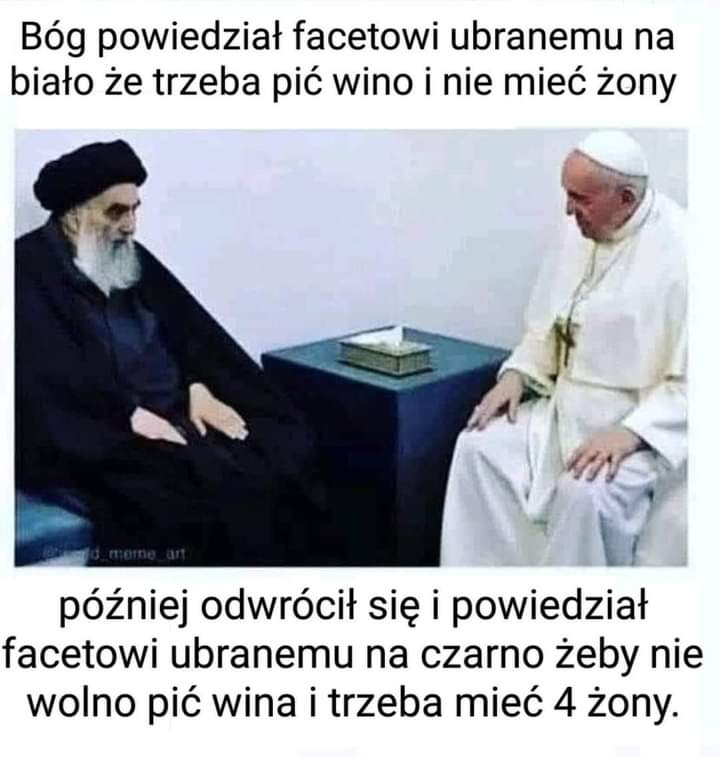 Bóg powiedział facetowi ubranemu na
biało że trzeba pić wino i nie mieć żony
później odwrócił się i powiedział
facetowi ubranemu na czarno żeby nie
wolno pić wina i trzeba mieć 4 żony.